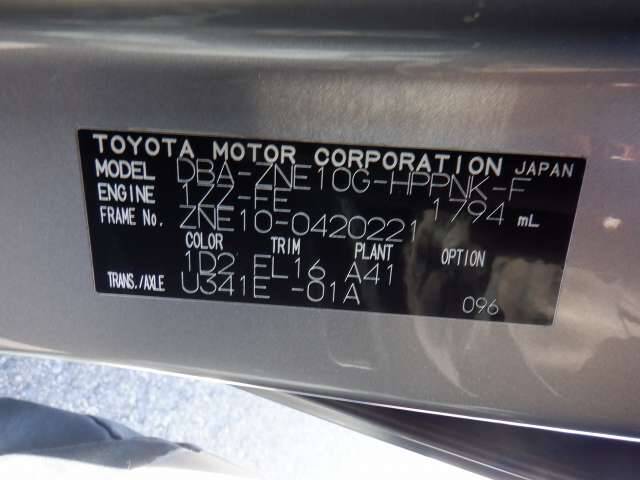 TOYOTA MOTOR CORPORATION JAPAN
MODEL DBA-ZNE10G-HPPNK-F
ENGINE 1ZZ-FE 1794 mL
FRAME No. ZNE10-0420221
COLOR TRIM PLANT OPTION
1D2 FL16 A41
TRANS./AXLE U341E -01A 096